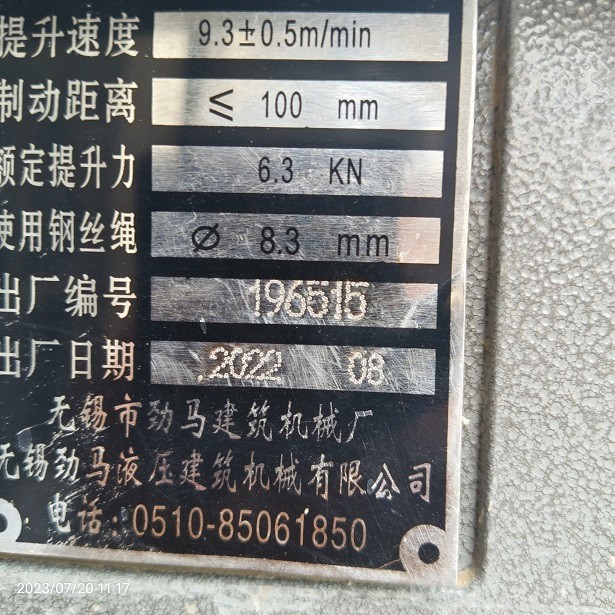 提升速度 9.3±0.5m/min
制动距离 ≤ 100 mm
额定提升力 6.3 KN
使用钢丝绳 Ø 8.3 mm
出厂编号 196515
出厂日期 .2022 08
无锡市劲马建筑机械厂
无锡劲马液压建筑机械有限公司
电话:0510-85061850
2023/07/20 11:17